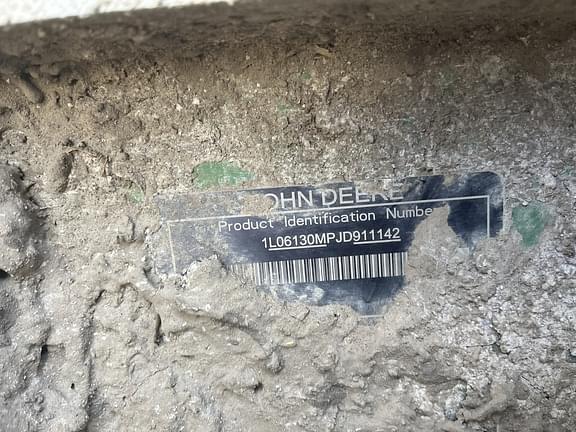 JOHN DEERE
Product Identification Number
1L06130MPJD911142